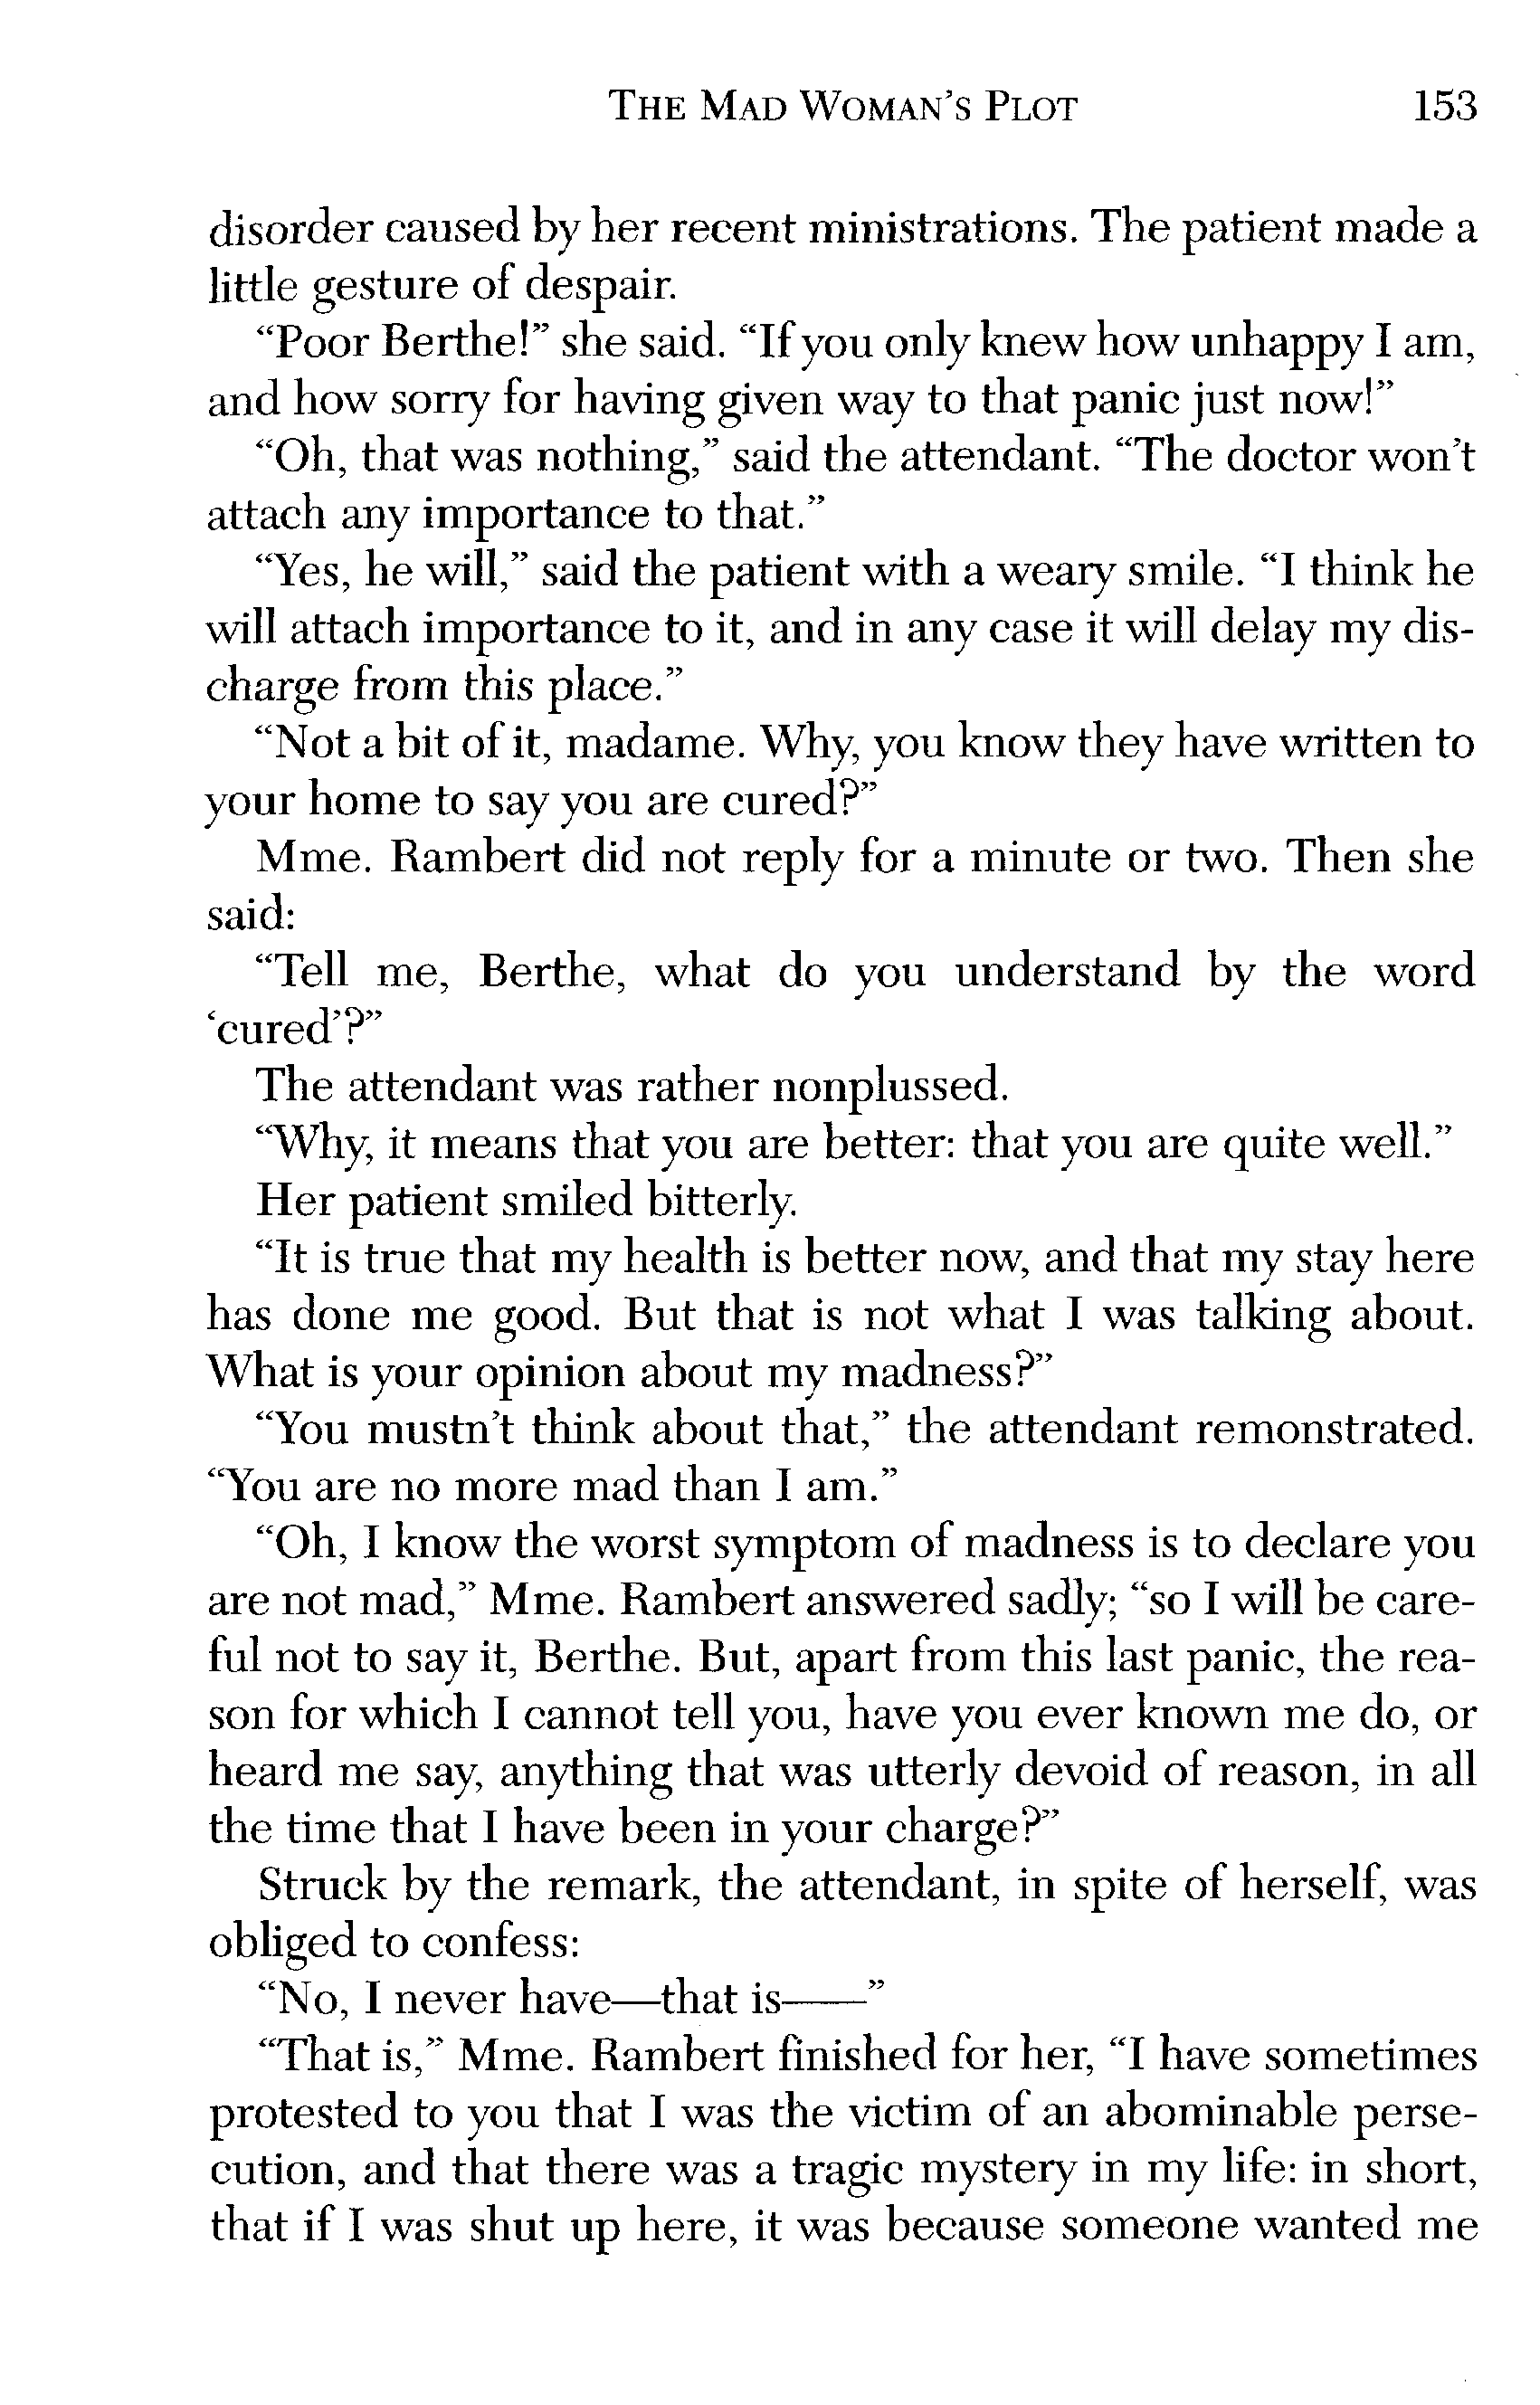 THE MAD WOMAN'S PLOT 153
disorder caused by her recent ministrations. The patient made a
little gesture of despair.
“Poor Berthe!” she said. “If you only knew how unhappy I am,
and how sorry for having given way to that panic just now!”
“Oh, that was nothing,” said the attendant. “The doctor won’t
attach any importance to that.”
“Yes, he will,” said the patient with a weary smile. “I think he
will attach importance to it, and in any case it will delay my dis-
charge from this place.”
“Not a bit of it, madame. Why, you know they have written to
your home to say you are cured?”
Mme. Rambert did not reply for a minute or two. Then she
said:
“Tell me, Berthe, what do you understand by the word
‘cured’?”
The attendant was rather nonplussed.
“Why, it means that you are better: that you are quite well.”
Her patient smiled bitterly.
“It is true that my health is better now, and that my stay here
has done me good. But that is not what I was talking about.
What is your opinion about my madness?”
“You mustn’t think about that,” the attendant remonstrated.
“You are no more mad than I am.”
“Oh, I know the worst symptom of madness is to declare you
are not mad,” Mme. Rambert answered sadly; “so I will be care-
ful not to say it, Berthe. But, apart from this last panic, the rea-
son for which I cannot tell you, have you ever known me do, or
heard me say, anything that was utterly devoid of reason, in all
the time that I have been in your charge?”
Struck by the remark, the attendant, in spite of herself, was
obliged to confess:
“No, I never have—that is——”
“That is,” Mme. Rambert finished for her, “I have sometimes
protested to you that I was the victim of an abominable perse-
cution, and that there was a tragic mystery in my life: in short,
that if I was shut up here, it was because someone wanted me